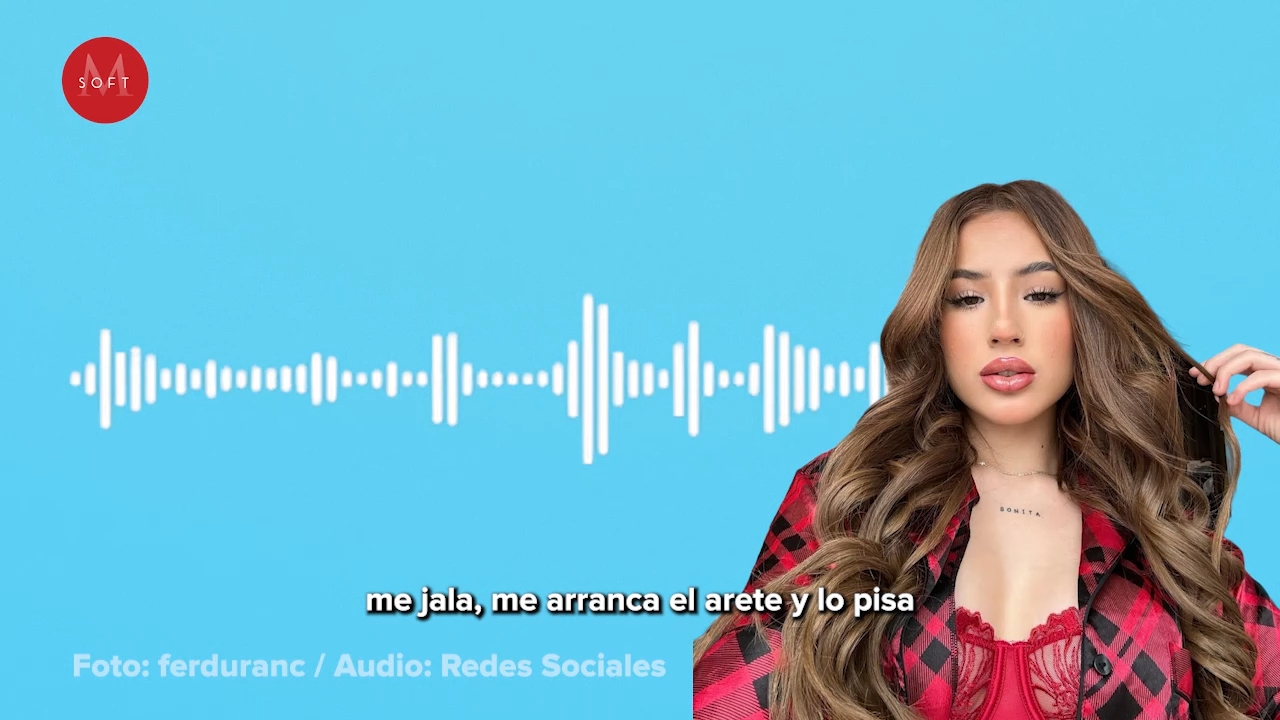 M
SOFT
BONITA
me jala, me arranca el arete y lo pisa
Foto: ferduranc / Audio: Redes Sociales